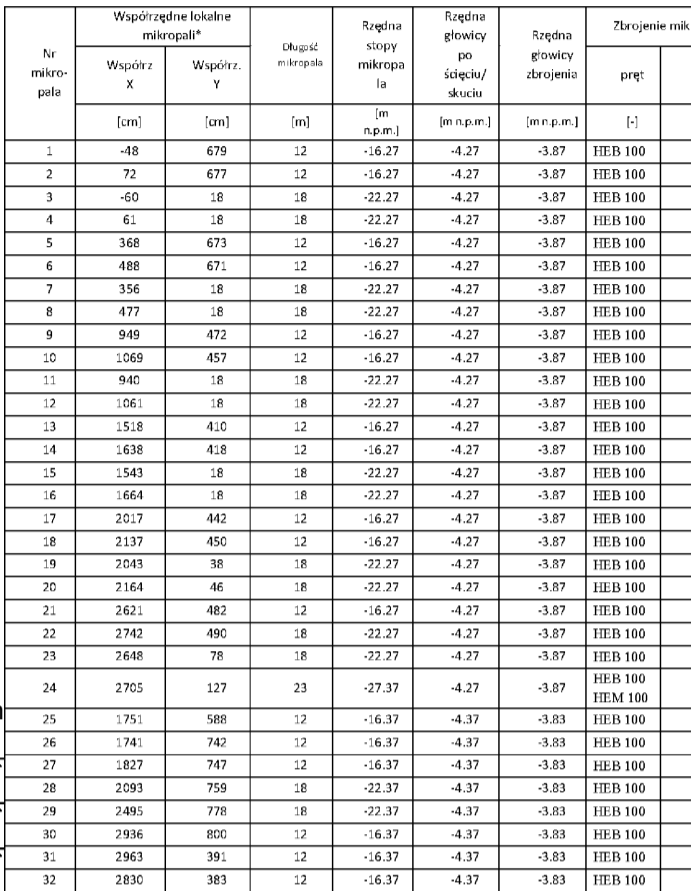 Nr mikro-pala | Współrzędne lokalne mikropali* | Długość mikropala | Rzędna stopy mikropa la | Rzędna głowicy po ścięciu/ skuciu | Rzędna głowicy zbrojenia | Zbrojenie mik
Współrz X | Współrz. Y | pręt
[cm] | [cm] | [m] | [m n.p.m.] | [m n.p.m.] | [m n.p.m.] | [-]
1 | -48 | 679 | 12 | -16.27 | -4.27 | -3.87 | HEB 100
2 | 72 | 677 | 12 | -16.27 | -4.27 | -3.87 | HEB 100
3 | -60 | 18 | 18 | -22.27 | -4.27 | -3.87 | HEB 100
4 | 61 | 18 | 18 | -22.27 | -4.27 | -3.87 | HEB 100
5 | 368 | 673 | 12 | -16.27 | -4.27 | -3.87 | HEB 100
6 | 488 | 671 | 12 | -16.27 | -4.27 | -3.87 | HEB 100
7 | 356 | 18 | 18 | -22.27 | -4.27 | -3.87 | HEB 100
8 | 477 | 18 | 18 | -22.27 | -4.27 | -3.87 | HEB 100
9 | 949 | 472 | 12 | -16.27 | -4.27 | -3.87 | HEB 100
10 | 1069 | 457 | 12 | -16.27 | -4.27 | -3.87 | HEB 100
11 | 940 | 18 | 18 | -22.27 | -4.27 | -3.87 | HEB 100
12 | 1061 | 18 | 18 | -22.27 | -4.27 | -3.87 | HEB 100
13 | 1518 | 410 | 12 | -16.27 | -4.27 | -3.87 | HEB 100
14 | 1638 | 418 | 12 | -16.27 | -4.27 | -3.87 | HEB 100
15 | 1543 | 18 | 18 | -22.27 | -4.27 | -3.87 | HEB 100
16 | 1664 | 18 | 18 | -22.27 | -4.27 | -3.87 | HEB 100
17 | 2017 | 442 | 12 | -16.27 | -4.27 | -3.87 | HEB 100
18 | 2137 | 450 | 12 | -16.27 | -4.27 | -3.87 | HEB 100
19 | 2043 | 38 | 18 | -22.27 | -4.27 | -3.87 | HEB 100
20 | 2164 | 46 | 18 | -22.27 | -4.27 | -3.87 | HEB 100
21 | 2621 | 482 | 12 | -16.27 | -4.27 | -3.87 | HEB 100
22 | 2742 | 490 | 18 | -22.27 | -4.27 | -3.87 | HEB 100
23 | 2648 | 78 | 18 | -22.27 | -4.27 | -3.87 | HEB 100
24 | 2705 | 127 | 23 | -27.37 | -4.27 | -3.87 | HEB 100 HEM 100
25 | 1751 | 588 | 12 | -16.37 | -4.37 | -3.83 | HEB 100
26 | 1741 | 742 | 12 | -16.37 | -4.37 | -3.83 | HEB 100
27 | 1827 | 747 | 12 | -16.37 | -4.37 | -3.83 | HEB 100
28 | 2093 | 759 | 18 | -22.37 | -4.37 | -3.83 | HEB 100
29 | 2495 | 778 | 18 | -22.37 | -4.37 | -3.83 | HEB 100
30 | 2936 | 800 | 12 | -16.37 | -4.37 | -3.83 | HEB 100
31 | 2963 | 391 | 12 | -16.37 | -4.37 | -3.83 | HEB 100
32 | 2830 | 383 | 12 | -16.37 | -4.37 | -3.83 | HEB 100